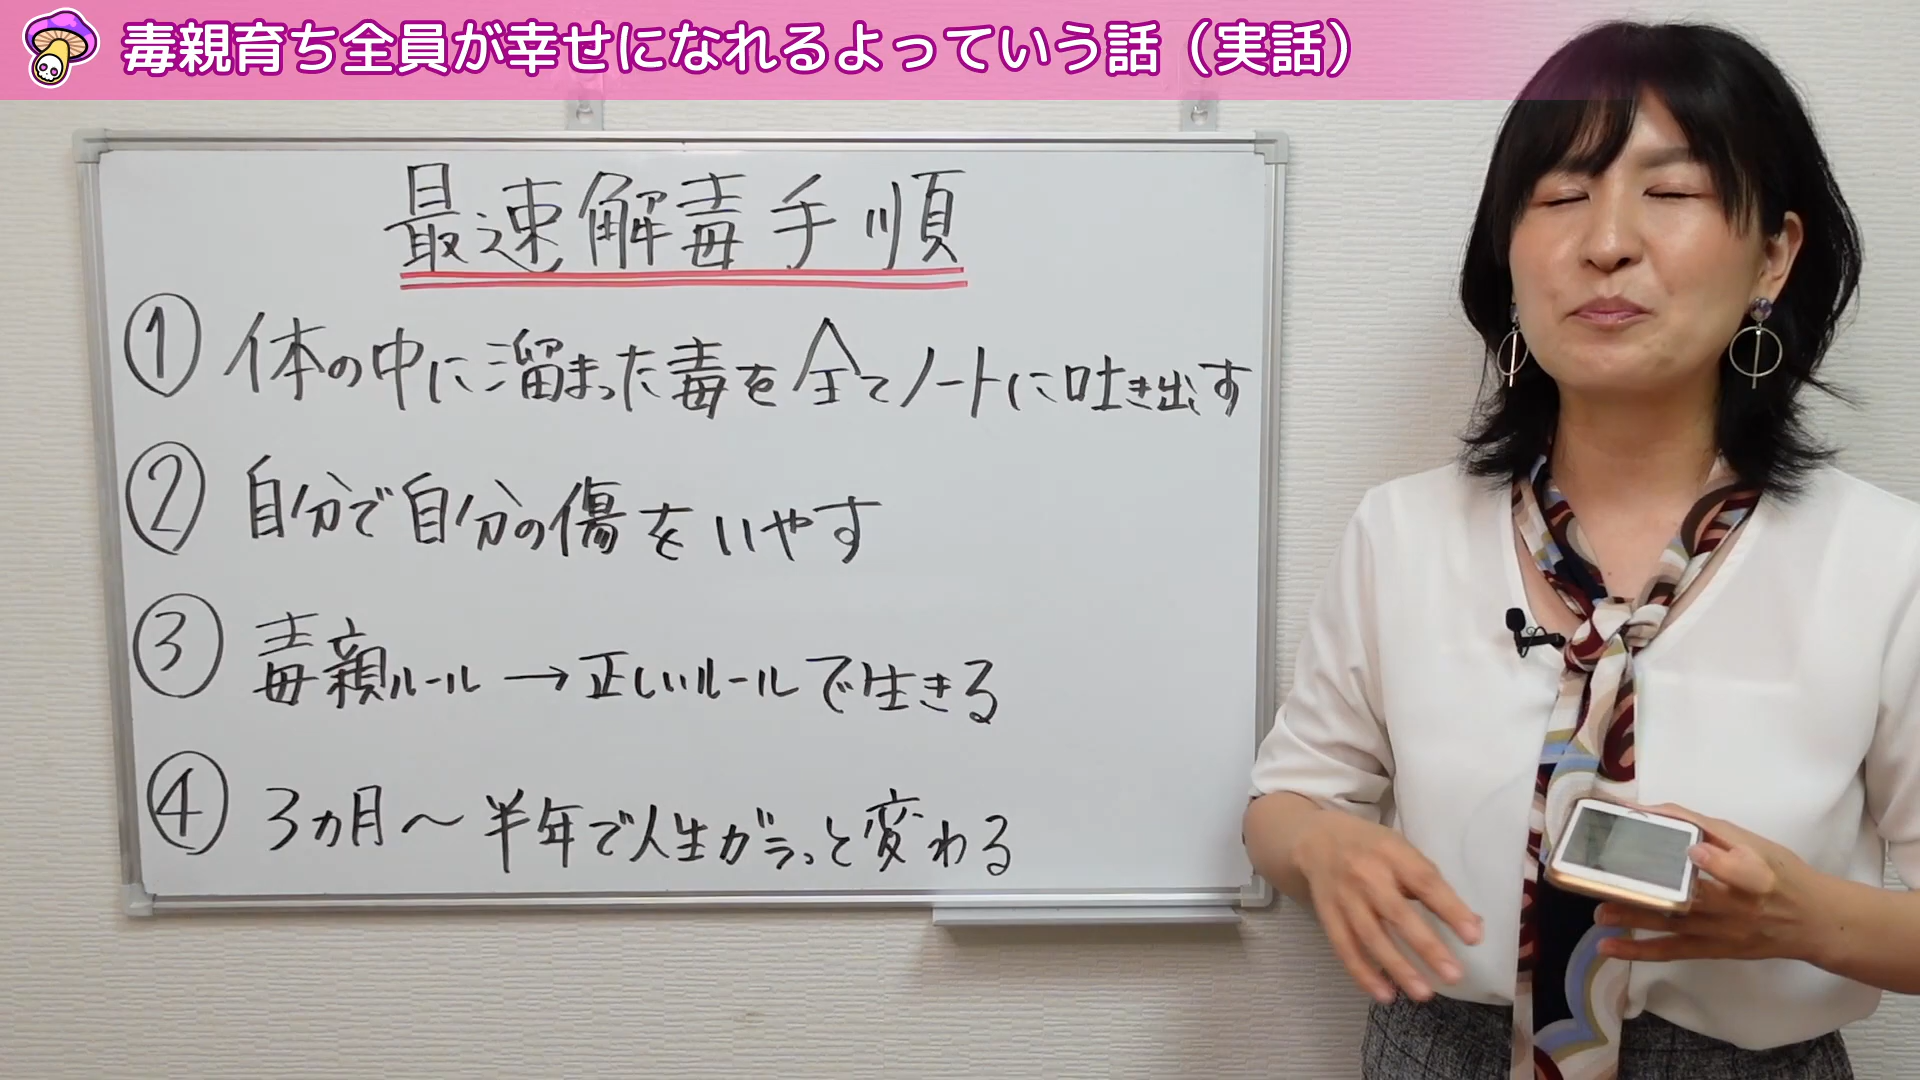 毒親育ち全員が幸せになれるよっていう話（実話）
最速解毒手順
① 体の中に溜まった毒を全てノートに吐き出す
② 自分で自分の傷をいやす
③ 毒親ルール→正しいルールで生きる
④ 3ヵ月〜半年で人生がラっと変わる